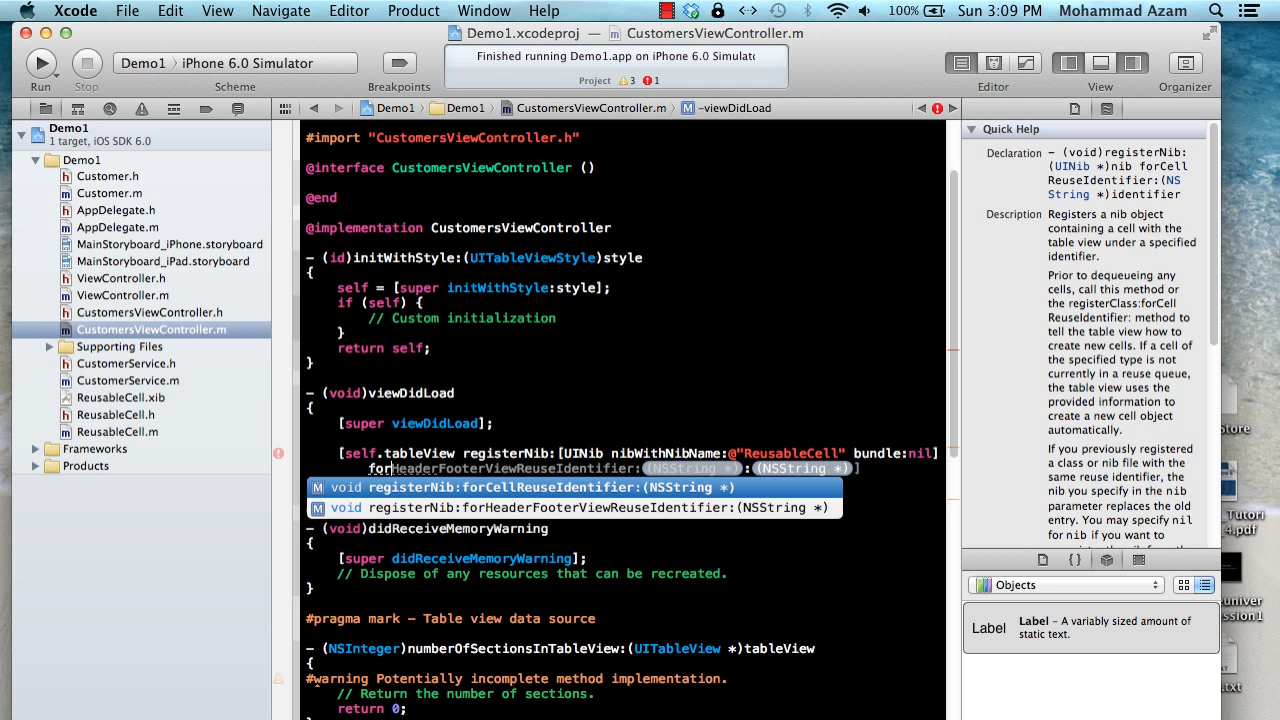 Xcode File Edit View Navigate Editor Product Window Help 100% Sun 3:09 PM Mohammad Azam
Demo1.xcodeproj — CustomersViewController.m
Demo1 iPhone 6.0 Simulator
Finished running Demo1.app on iPhone 6.0 Simulator
Project 3 1
Run Stop Scheme Breakpoints Editor View Organizer
Demo1 Demo1 CustomersViewController.m -viewDidLoad
Demo1
1 target, iOS SDK 6.0
Demo1
Customer.h
Customer.m
AppDelegate.h
AppDelegate.m
MainStoryboard_iPhone.storyboard
MainStoryboard_iPad.storyboard
ViewController.h
ViewController.m
CustomersViewController.h
CustomersViewController.m
Supporting Files
CustomerService.h
CustomerService.m
ReusableCell.xib
ReusableCell.h
ReusableCell.m
Frameworks
Products
#import "CustomersViewController.h"
@interface CustomersViewController ()
@end
@implementation CustomersViewController
- (id)initWithStyle:(UITableViewStyle)style
{
self = [super initWithStyle:style];
if (self) {
// Custom initialization
}
return self;
}
- (void)viewDidLoad
{
[super viewDidLoad];
[self.tableView registerNib:[UINib nibWithNibName:@"ReusableCell" bundle:nil]
forHeaderFooterViewReuseIdentifier:(NSString *):(NSString *)]
M void registerNib:forCellReuseIdentifier:(NSString *)
M void registerNib:forHeaderFooterViewReuseIdentifier:(NSString *)
- (void)didReceiveMemoryWarning
{
[super didReceiveMemoryWarning];
// Dispose of any resources that can be recreated.
}
#pragma mark - Table view data source
- (NSInteger)numberOfSectionsInTableView:(UITableView *)tableView
{
#warning Potentially incomplete method implementation.
// Return the number of sections.
return 0;
Quick Help
Declaration - (void)registerNib:
(UINib *)nib forCell
ReuseIdentifier:(NS
String *)identifier
Description Registers a nib object
containing a cell with the
table view under a specified
identifier.
Prior to dequeueing any
cells, call this method or
the registerClass:forCell
ReuseIdentifier: method to
tell the table view how to
create new cells. If a cell
of the specified type is not
currently in a reuse queue,
the table view uses the
provided information to
create a new cell object
automatically.
If you previously registered
a class or nib file with the
same reuse identifier, the
nib you specify in the nib
parameter replaces the old
entry. You may specify nil
for nib if you want to
{}
Objects
Label Label - A variably sized amount of
static text.
Store
_Tutori
_4.pdf
ssion1
.txt